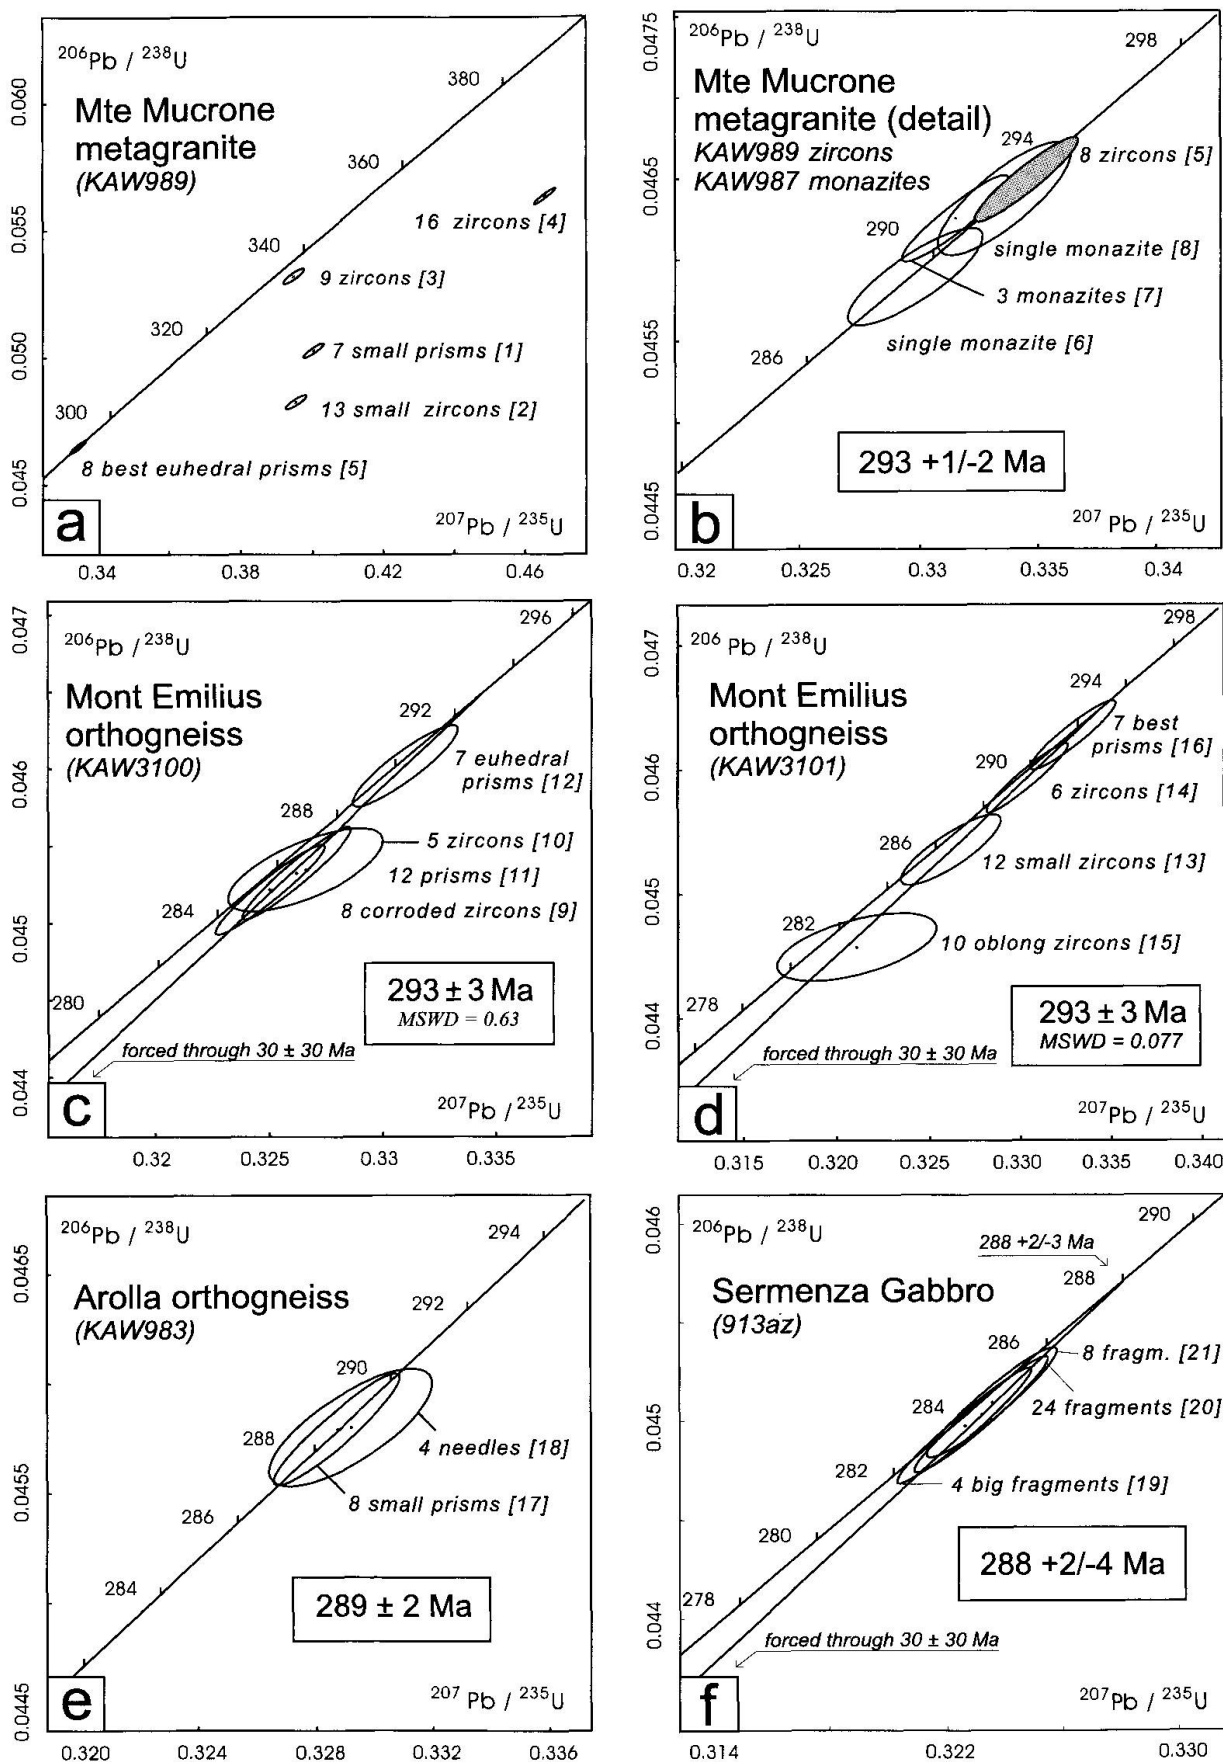 206Pb / 238U
Mte Mucrone
metagranite
(KAW989)
380
360
340
320
300
16 zircons [4]
9 zircons [3]
7 small prisms [1]
13 small zircons [2]
8 best euhedral prisms [5]
0.060
0.055
0.050
0.045
a
207Pb / 235U
0.34
0.38
0.42
0.46
206Pb / 238U
Mte Mucrone
metagranite (detail)
KAW989 zircons
KAW987 monazites
298
294
290
286
8 zircons [5]
single monazite [8]
3 monazites [7]
single monazite [6]
293 +1/-2 Ma
0.0475
0.0465
0.0455
0.0445
b
207Pb / 235U
0.32
0.325
0.33
0.335
0.34
206Pb / 238U
Mont Emilius
orthogneiss
(KAW3100)
296
292
288
284
280
7 euhedral
prisms [12]
5 zircons [10]
12 prisms [11]
8 corroded zircons [9]
293 ± 3 Ma
MSWD = 0.63
forced through 30 ± 30 Ma
0.047
0.046
0.045
0.044
c
207Pb / 235U
0.32
0.325
0.33
0.335
206Pb / 238U
Mont Emilius
orthogneiss
(KAW3101)
298
294
290
286
282
278
7 best
prisms [16]
6 zircons [14]
12 small zircons [13]
10 oblong zircons [15]
293 ± 3 Ma
MSWD = 0.077
forced through 30 ± 30 Ma
0.047
0.046
0.045
0.044
d
207Pb / 235U
0.315
0.320
0.325
0.330
0.335
0.340
206Pb / 238U
Arolla orthogneiss
(KAW983)
294
292
290
288
286
284
4 needles [18]
8 small prisms [17]
289 ± 2 Ma
0.0465
0.0455
0.0445
e
207Pb / 235U
0.320
0.324
0.328
0.332
0.336
206Pb / 238U
Sermenza Gabbro
(913az)
288 +2/-3 Ma
290
288
286
284
282
280
278
8 fragm. [21]
24 fragments [20]
4 big fragments [19]
288 +2/-4 Ma
forced through 30 ± 30 Ma
0.046
0.045
0.044
f
207Pb / 235U
0.314
0.322
0.330